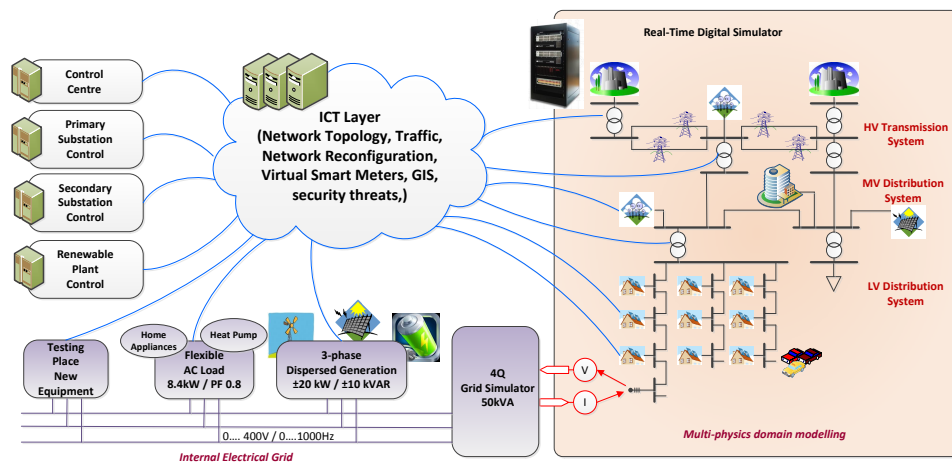 Real-Time Digital Simulator
Control
Centre
Primary
Substation
Control
Secondary
Substation
Control
Renewable
Plant
Control
ICT Layer
(Network Topology, Traffic,
Network Reconfiguration,
Virtual Smart Meters, GIS,
security threats,)
HV Transmission
System
MV Distribution
System
LV Distribution
System
Testing
Place
New
Equipment
Home
Appliances
Heat Pump
Flexible
AC Load
8.4kW / PF 0.8
3-phase
Dispersed Generation
±20 kW / ±10 kVAR
4Q
Grid Simulator
50kVA
V
I
0.... 400V / 0....1000Hz
Internal Electrical Grid
Multi-physics domain modelling